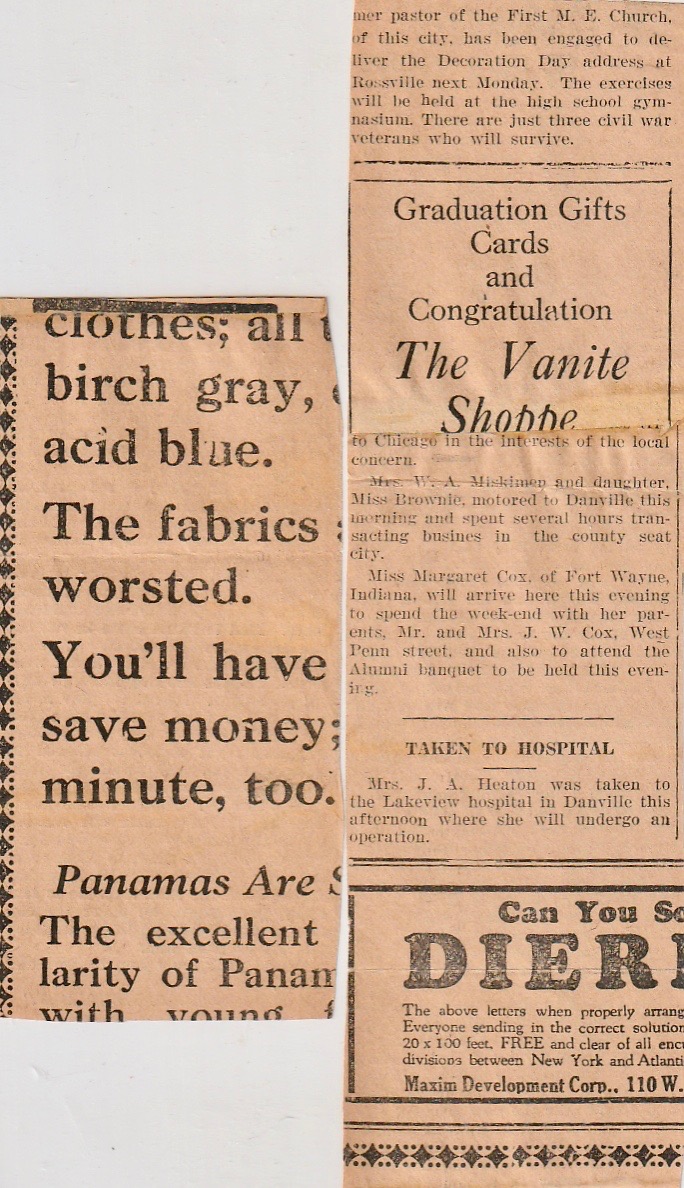 clothes; all
birch gray,
acid blue.
The fabrics
worsted.
You'll have
save money;
minute, too.
Panamas Are S
The excellent
larity of Panam
with young f
mer pastor of the First M. E. Church,
of this city, has been engaged to de-
liver the Decoration Day address at
Rossville next Monday. The exercises
will be held at the high school gym-
nasium. There are just three civil war
veterans who will survive.
Graduation Gifts
Cards
and
Congratulation
The Vanite
Shoppe
to Chicago in the interests of the local
concern.
Mrs. W. A. Miskimen and daughter,
Miss Brownie, motored to Danville this
morning and spent several hours tran-
sacting busines in the county seat
city.
Miss Margaret Cox, of Fort Wayne,
Indiana, will arrive here this evening
to spend the week-end with her par-
ents, Mr. and Mrs. J. W. Cox, West
Penn street, and also to attend the
Alumni banquet to be held this even-
ing.
TAKEN TO HOSPITAL
Mrs. J. A. Heaton was taken to
the Lakeview hospital in Danville this
afternoon where she will undergo an
operation.
Can You So
DIER
The above letters when properly arrang
Everyone sending in the correct solution
20 x 100 feet, FREE and clear of all encu
divisions between New York and Atlanti
Maxim Development Corp., 110 W.